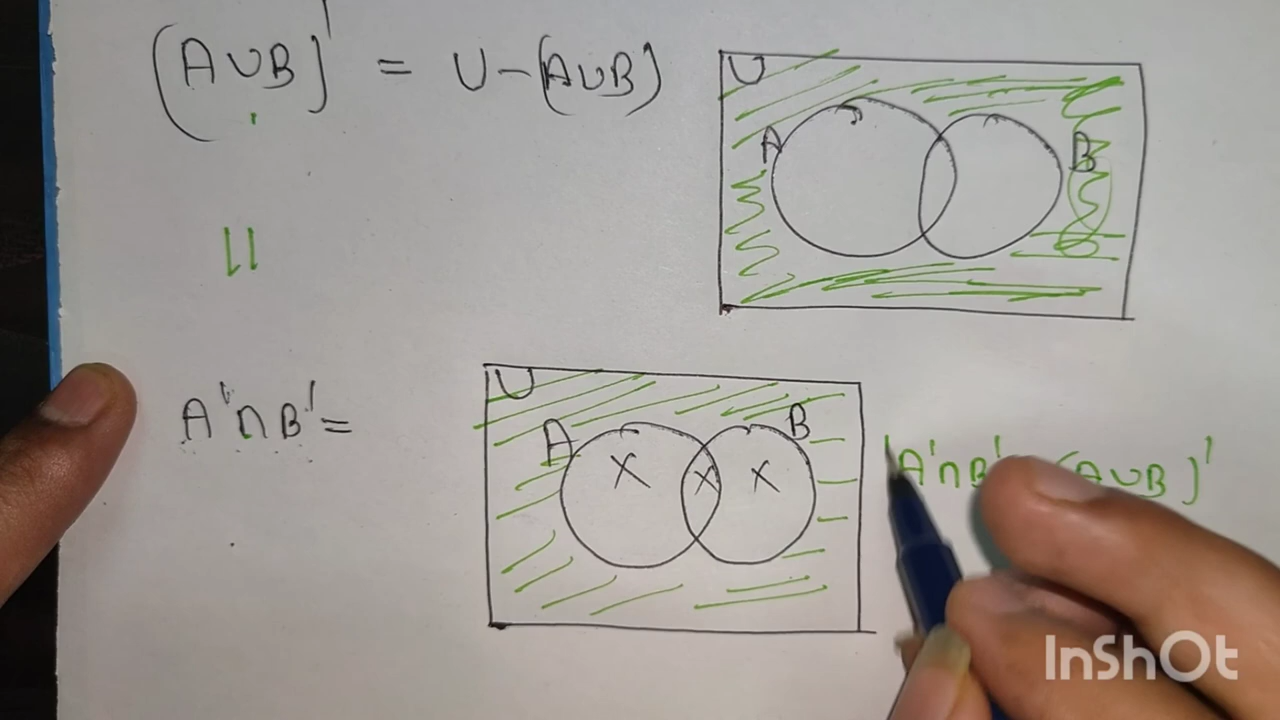 (A∪B)' = U-(A∪B)
U
A
B
A'∩B' =
U
A
B
X
X
X
A'∩B' (A∪B)'
InShOt